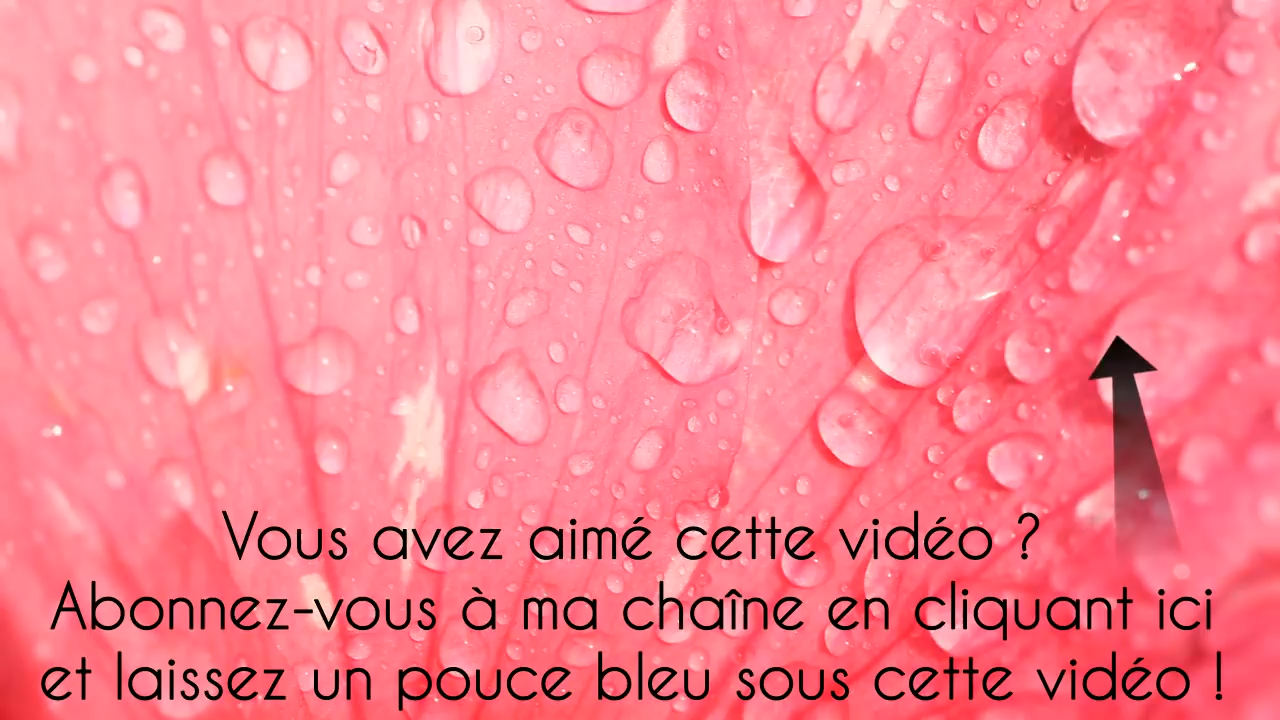 Vous avez aimé cette vidéo ?
Abonnez-vous à ma chaîne en cliquant ici
et laissez un pouce bleu sous cette vidéo !